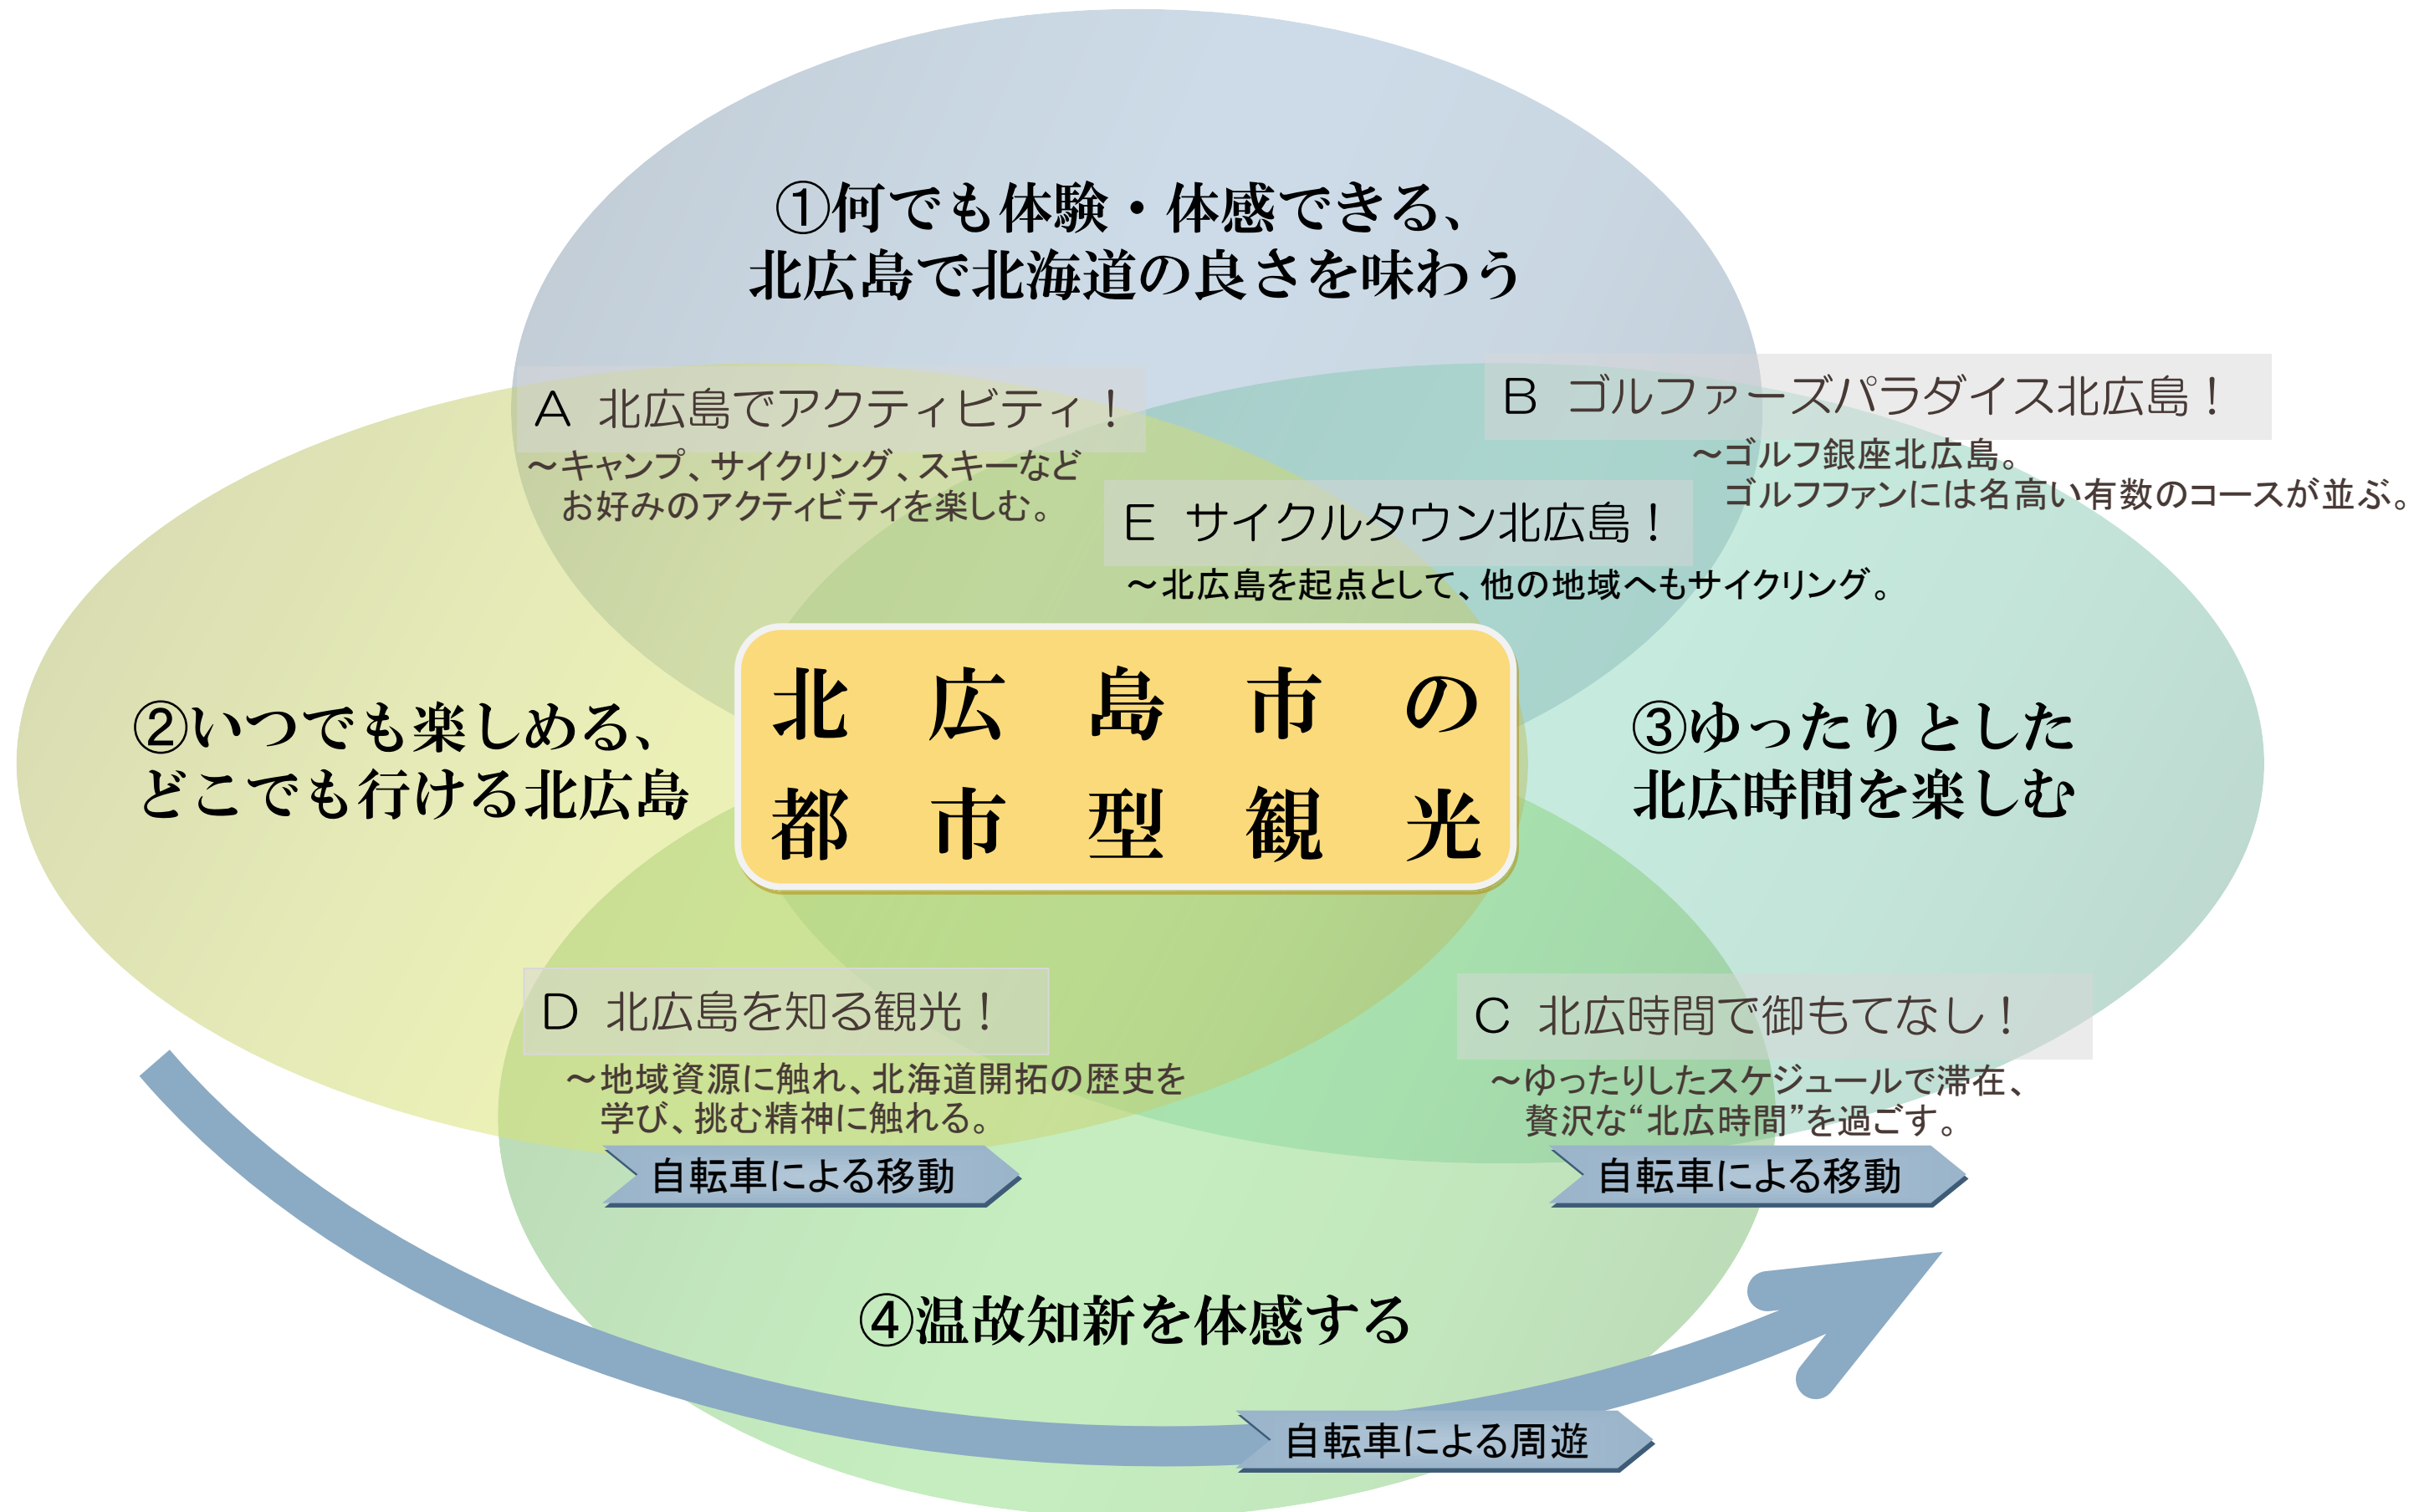 ①何でも体験・体感できる、
北広島で北海道の良さを味わう
A 北広島でアクティビティ！
～キャンプ、サイクリング、スキーなど
お好みのアクティビティを楽しむ。
B ゴルファーズパラダイス北広島！
～ゴルフ銀座北広島。
ゴルフファンには名高い有数のコースが並ぶ。
E サイクルタウン北広島！
～北広島を起点として、他の地域へもサイクリング。
②いつでも楽しめる、
どこでも行ける北広島
北広島市の
都市型観光
③ゆったりとした
北広時間を楽しむ
D 北広島を知る観光！
～地域資源に触れ、北海道開拓の歴史を
学び、挑む精神に触れる。
自転車による移動
C 北広時間で御もてなし！
～ゆったりしたスケジュールで滞在、
贅沢な“北広時間”を過ごす。
自転車による移動
④温故知新を体感する
自転車による周遊